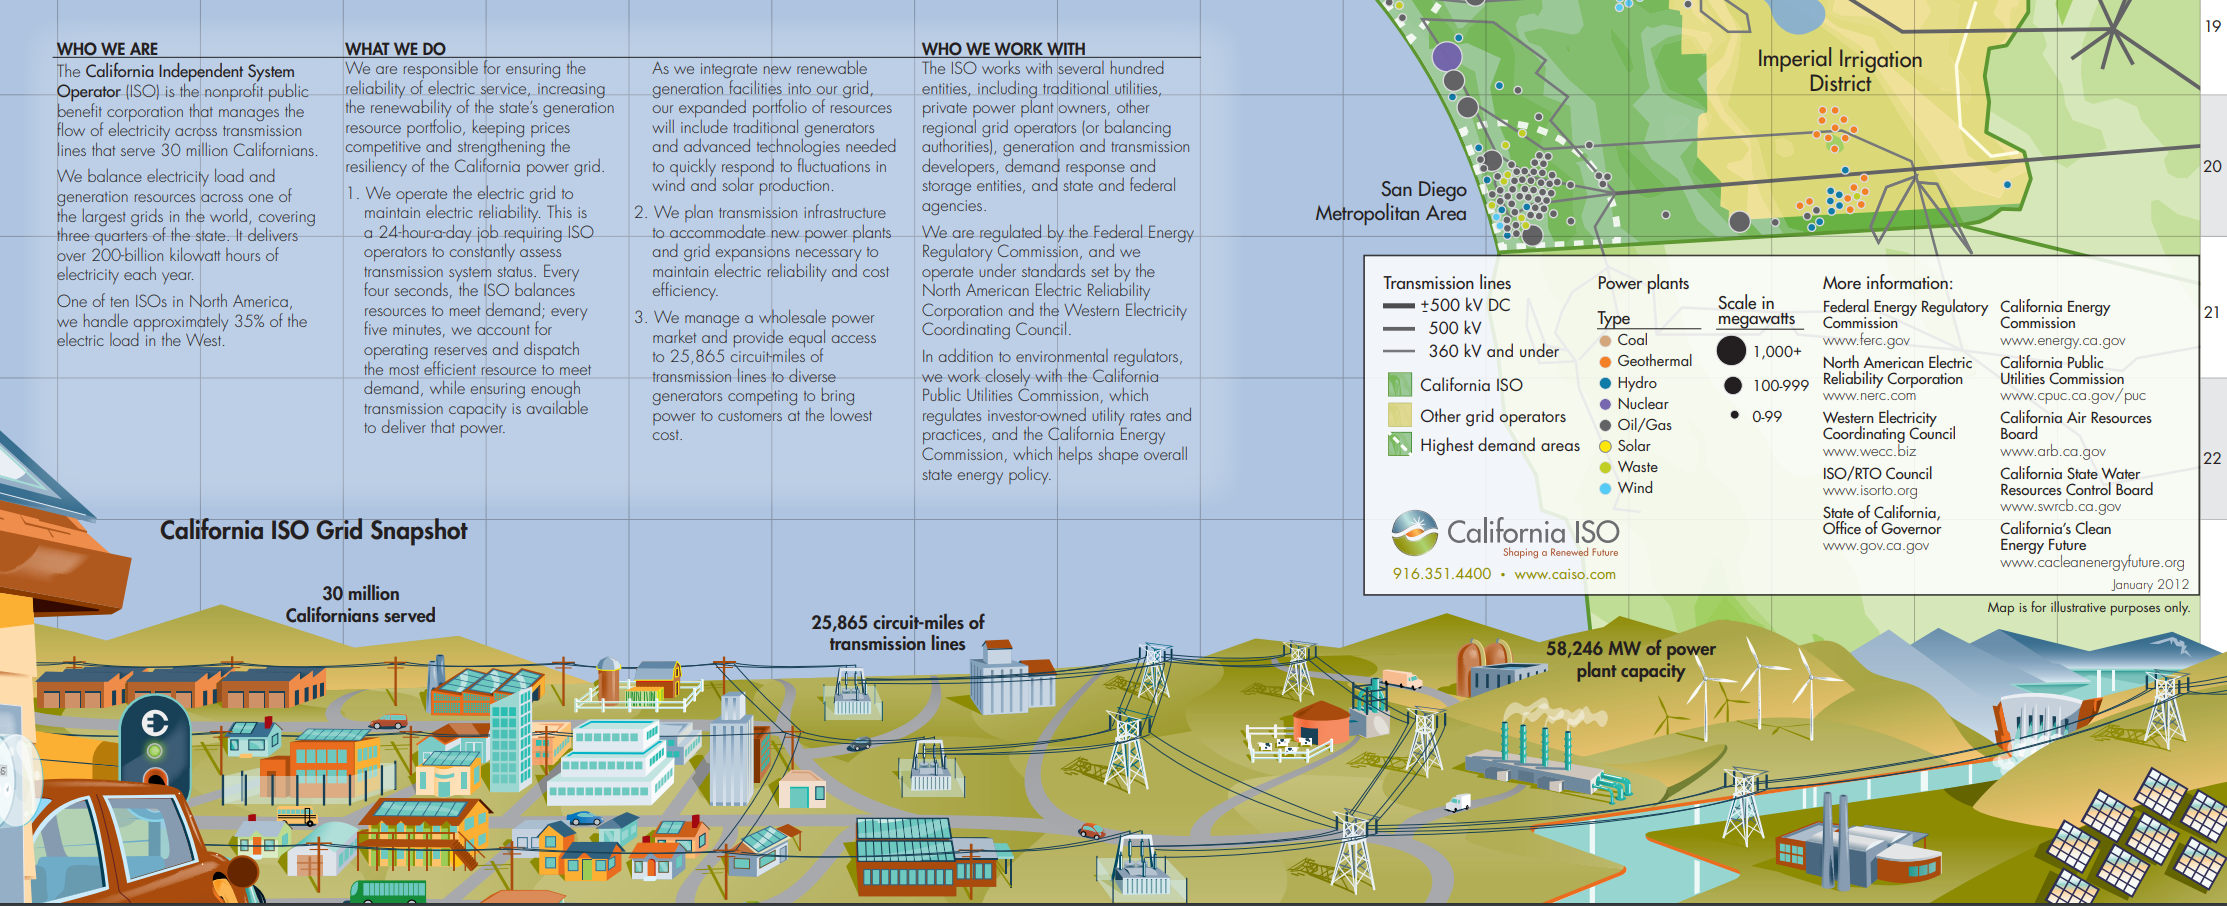 WHO WE ARE
The California Independent System
Operator (ISO) is the nonprofit public
benefit corporation that manages the
flow of electricity across transmission
lines that serve 30 million Californians.
We balance electricity load and
generation resources across one of
the largest grids in the world, covering
three quarters of the state. It delivers
over 200-billion kilowatt hours of
electricity each year.
One of ten ISOs in North America,
we handle approximately 35% of the
electric load in the West.
WHAT WE DO
We are responsible for ensuring the
reliability of electric service, increasing
the renewability of the state's generation
resource portfolio, keeping prices
competitive and strengthening the
resiliency of the California power grid.
1. We operate the electric grid to
maintain electric reliability. This is
a 24-hour-a-day job requiring ISO
operators to constantly assess
transmission system status. Every
four seconds, the ISO balances
resources to meet demand; every
five minutes, we account for
operating reserves and dispatch
the most efficient resource to meet
demand, while ensuring enough
transmission capacity is available
to deliver that power.
As we integrate new renewable
generation facilities into our grid,
our expanded portfolio of resources
will include traditional generators
and advanced technologies needed
to quickly respond to fluctuations in
wind and solar production.
2. We plan transmission infrastructure
to accommodate new power plants
and grid expansions necessary to
maintain electric reliability and cost
efficiency.
3. We manage a wholesale power
market and provide equal access
to 25,865 circuit-miles of
transmission lines to diverse
generators competing to bring
power to customers at the lowest
cost.
WHO WE WORK WITH
The ISO works with several hundred
entities, including traditional utilities,
private power plant owners, other
regional grid operators (or balancing
authorities), generation and transmission
developers, demand response and
storage entities, and state and federal
agencies.
We are regulated by the Federal Energy
Regulatory Commission, and we
operate under standards set by the
North American Electric Reliability
Corporation and the Western Electricity
Coordinating Council.
In addition to environmental regulators,
we work closely with the California
Public Utilities Commission, which
regulates investor-owned utility rates and
practices, and the California Energy
Commission, which helps shape overall
state energy policy.
Imperial Irrigation
District
San Diego
Metropolitan Area
19
20
21
22
Transmission lines
±500 kV DC
500 kV
360 kV and under
California ISO
Other grid operators
Highest demand areas
Power plants
Type
Coal
Geothermal
Hydro
Nuclear
Oil/Gas
Solar
Waste
Wind
Scale in
megawatts
1,000+
100-999
0-99
More information:
Federal Energy Regulatory
Commission
www.ferc.gov
North American Electric
Reliability Corporation
www.nerc.com
Western Electricity
Coordinating Council
www.wecc.biz
ISO/RTO Council
www.isorto.org
State of California,
Office of Governor
www.gov.ca.gov
California Energy
Commission
www.energy.ca.gov
California Public
Utilities Commission
www.cpuc.ca.gov/puc
California Air Resources
Board
www.arb.ca.gov
California State Water
Resources Control Board
www.swrcb.ca.gov
California's Clean
Energy Future
www.cacleanenergyfuture.org
January 2012
California ISO
Shaping a Renewed Future
916.351.4400 • www.caiso.com
Map is for illustrative purposes only.
California ISO Grid Snapshot
30 million
Californians served
25,865 circuit-miles of
transmission lines
58,246 MW of power
plant capacity